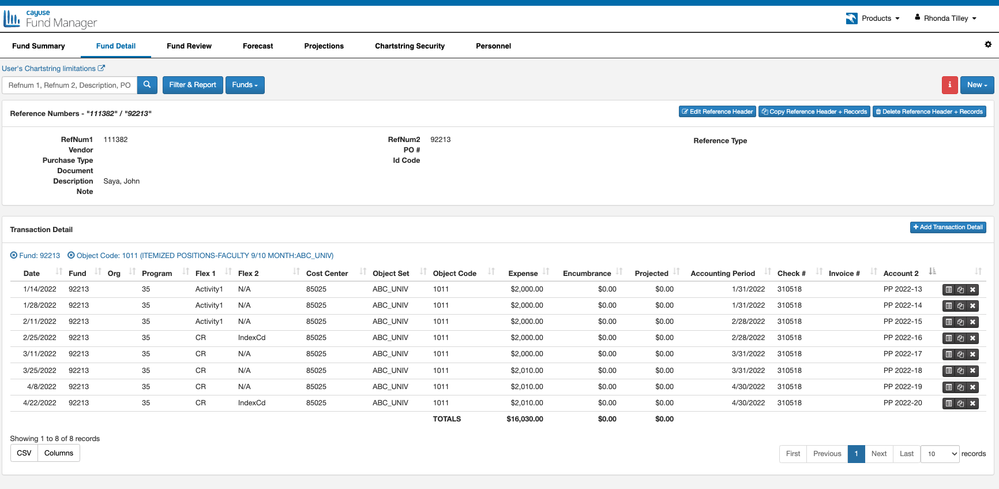 cayuse
Fund Manager
Products
Rhonda Tilley
Fund Summary Fund Detail Fund Review Forecast Projections Chartstring Security Personnel
User's Chartstring limitations
Refnum 1, Refnum 2, Description, PO Filter & Report Funds New
Reference Numbers - "111382" / "92213" Edit Reference Header Copy Reference Header + Records Delete Reference Header + Records
RefNum1 111382 RefNum2 92213 Reference Type
Vendor PO #
Purchase Type Id Code
Document
Description Saya, John
Note
Transaction Detail Add Transaction Detail
Fund: 92213 Object Code: 1011 (ITEMIZED POSITIONS-FACULTY 9/10 MONTH:ABC_UNIV)
Date Fund Org Program Flex 1 Flex 2 Cost Center Object Set Object Code Expense Encumbrance Projected Accounting Period Check # Invoice # Account 2
1/14/2022 92213 35 Activity1 N/A 85025 ABC_UNIV 1011 $2,000.00 $0.00 $0.00 1/31/2022 310518 PP 2022-13
1/28/2022 92213 35 Activity1 N/A 85025 ABC_UNIV 1011 $2,000.00 $0.00 $0.00 1/31/2022 310518 PP 2022-14
2/11/2022 92213 35 Activity1 N/A 85025 ABC_UNIV 1011 $2,000.00 $0.00 $0.00 2/28/2022 310518 PP 2022-15
2/25/2022 92213 35 CR IndexCd 85025 ABC_UNIV 1011 $2,000.00 $0.00 $0.00 2/28/2022 310518 PP 2022-16
3/11/2022 92213 35 CR N/A 85025 ABC_UNIV 1011 $2,000.00 $0.00 $0.00 3/31/2022 310518 PP 2022-17
3/25/2022 92213 35 CR N/A 85025 ABC_UNIV 1011 $2,010.00 $0.00 $0.00 3/31/2022 310518 PP 2022-18
4/8/2022 92213 35 CR N/A 85025 ABC_UNIV 1011 $2,010.00 $0.00 $0.00 4/30/2022 310518 PP 2022-19
4/22/2022 92213 35 CR IndexCd 85025 ABC_UNIV 1011 $2,010.00 $0.00 $0.00 4/30/2022 310518 PP 2022-20
TOTALS $16,030.00 $0.00 $0.00
Showing 1 to 8 of 8 records
CSV Columns First Previous 1 Next Last 10 records